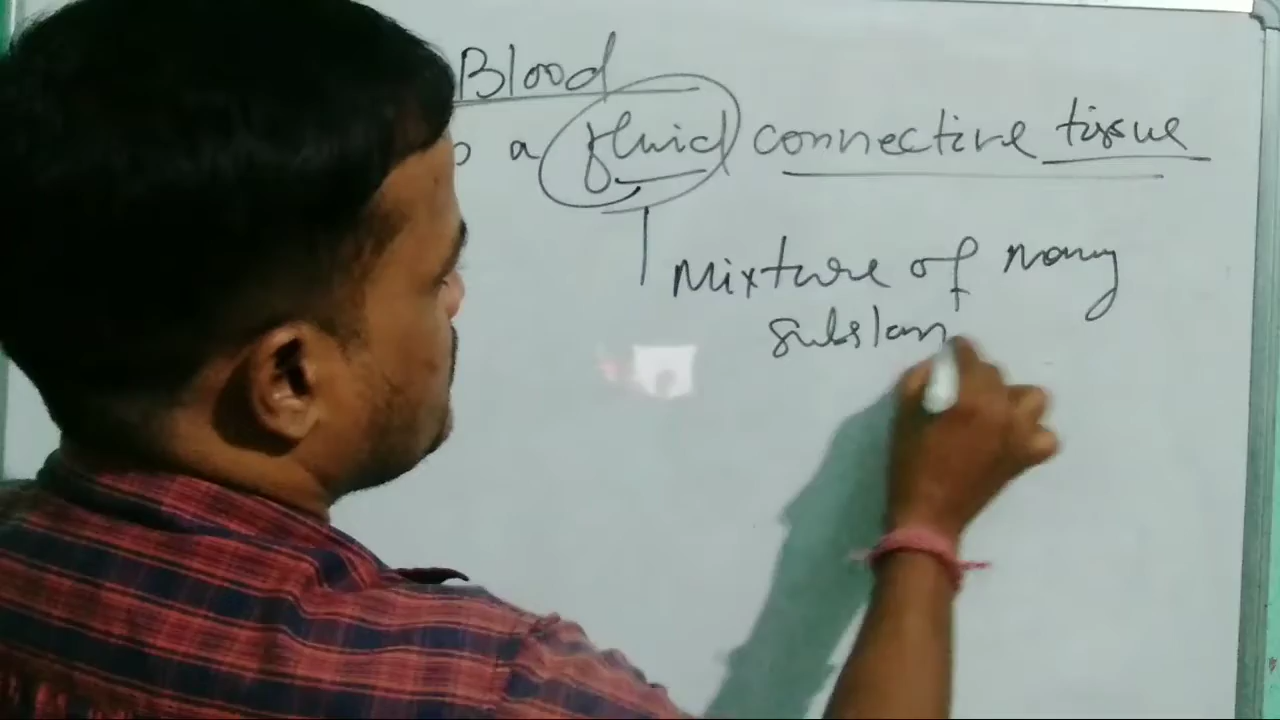 Blood
a fluid connective tissue
Mixture of many
substan